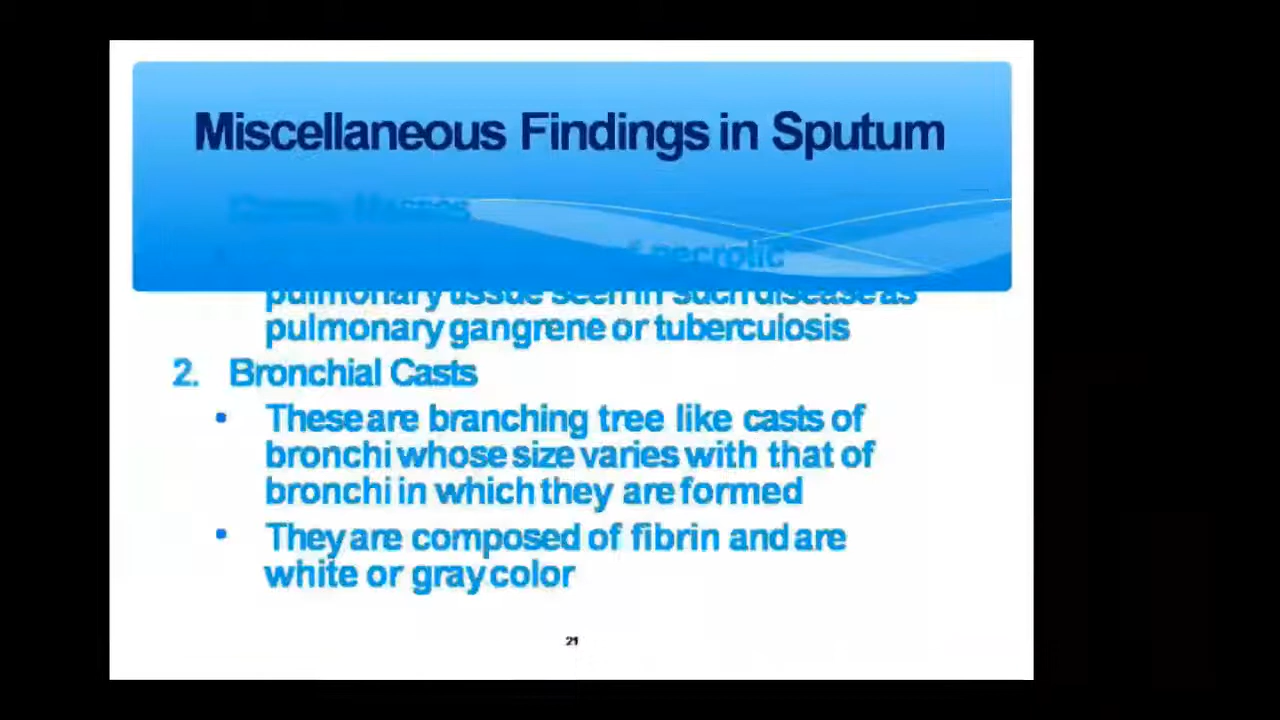 Miscellaneous Findings in Sputum
necrotic
pulmonary tissue seen in such disease as
pulmonary gangrene or tuberculosis
2. Bronchial Casts
• These are branching tree like casts of
bronchi whose size varies with that of
bronchi in which they are formed
• They are composed of fibrin and are
white or gray color
21